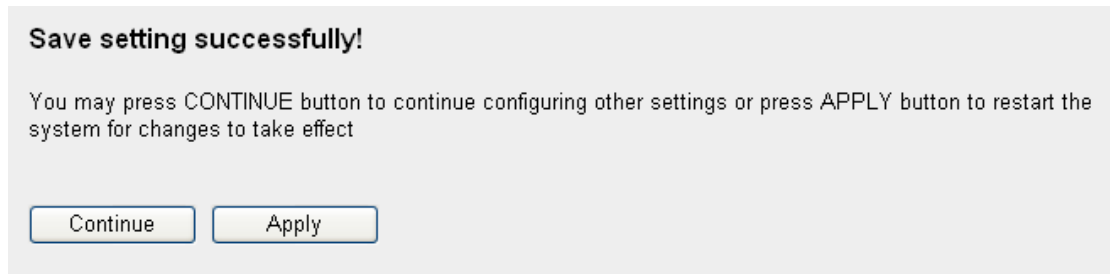 Save setting successfully!
You may press CONTINUE button to continue configuring other settings or press APPLY button to restart the
system for changes to take effect
Continue
Apply